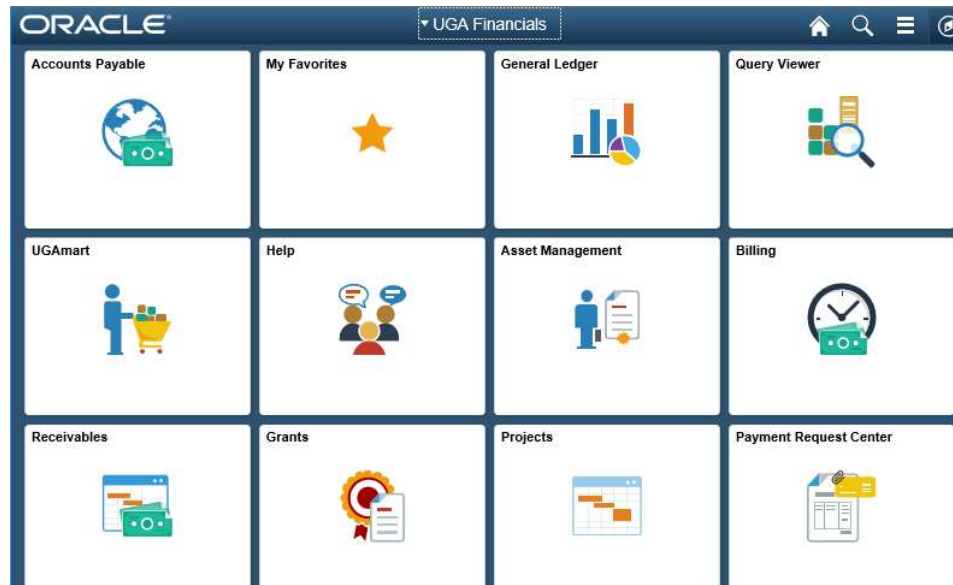 ORACLE
UGA Financials
Accounts Payable
My Favorites
General Ledger
Query Viewer
UGAmart
Help
Asset Management
Billing
Receivables
Grants
Projects
Payment Request Center